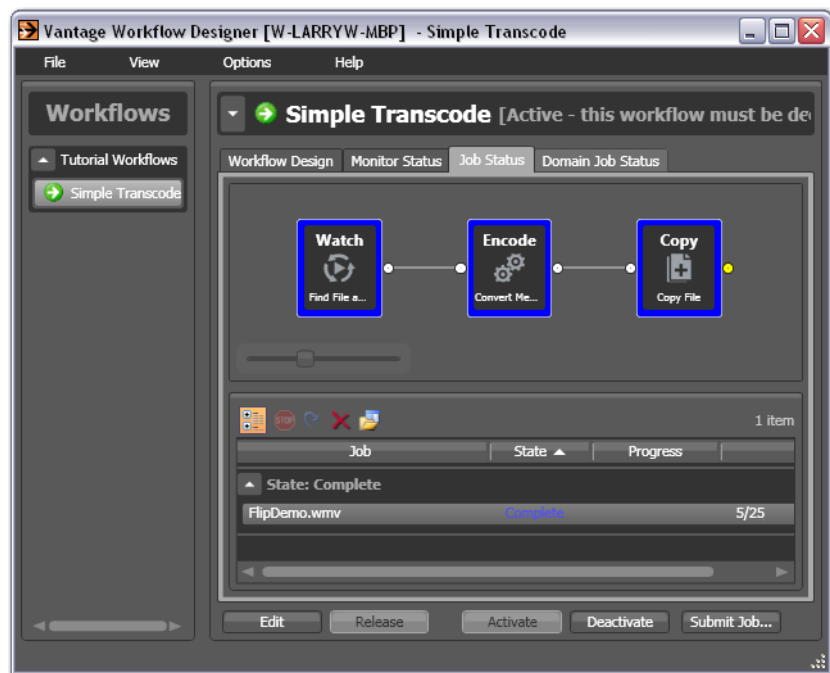 Vantage Workflow Designer [W-LARRYW-MBP] - Simple Transcode
File View Options Help
Workflows
Tutorial Workflows
Simple Transcode
Simple Transcode [Active - this workflow must be de
Workflow Design Monitor Status Job Status Domain Job Status
Watch
Find File a...
Encode
Convert Me...
Copy
Copy File
STOP
1 item
Job State Progress
State: Complete
FlipDemo.wmv Complete 5/25
Edit Release Activate Deactivate Submit Job...